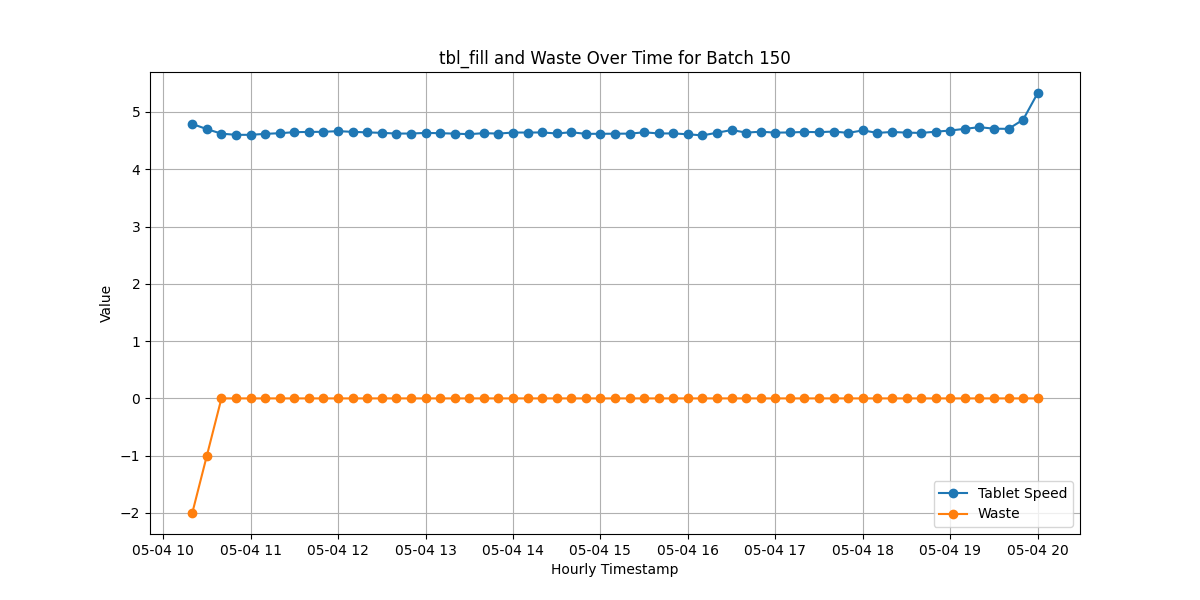 tbl_fill and Waste Over Time for Batch 150
Value
5
4
3
2
1
0
−1
−2
Tablet Speed
Waste
05-04 10 05-04 11 05-04 12 05-04 13 05-04 14 05-04 15 05-04 16 05-04 17 05-04 18 05-04 19 05-04 20
Hourly Timestamp